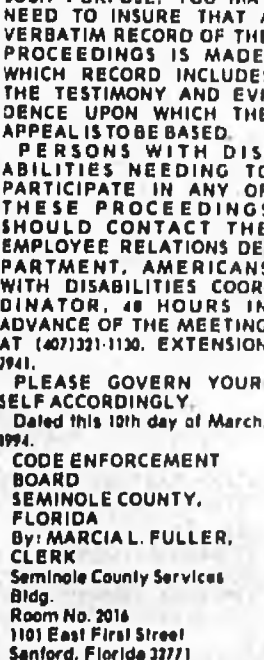 NEED TO INSURE THAT A
VERBATIM RECORD OF THE
PROCEEDINGS IS MADE,
WHICH RECORD INCLUDES
THE TESTIMONY AND EVI
DENCE UPON WHICH THE
APPEAL IS TO BE BASED.
PERSONS WITH DIS
ABILITIES NEEDING TO
PARTICIPATE IN ANY OF
THESE PROCEEDINGS
SHOULD CONTACT THE
EMPLOYEE RELATIONS DE
PARTMENT, AMERICANS
WITH DISABILITIES COOR
DINATOR, 48 HOURS IN
ADVANCE OF THE MEETING
AT (407)321-1130. EXTENSION
7941.
PLEASE GOVERN YOUR
SELF ACCORDINGLY.
Dated this 10th day of March,
1994.
CODE ENFORCEMENT
BOARD
SEMINOLE COUNTY,
FLORIDA
By: MARCIA L. FULLER,
CLERK
Seminole County Services
Bldg.
Room No. 2016
1101 East First Street
Sanford, Florida 32771